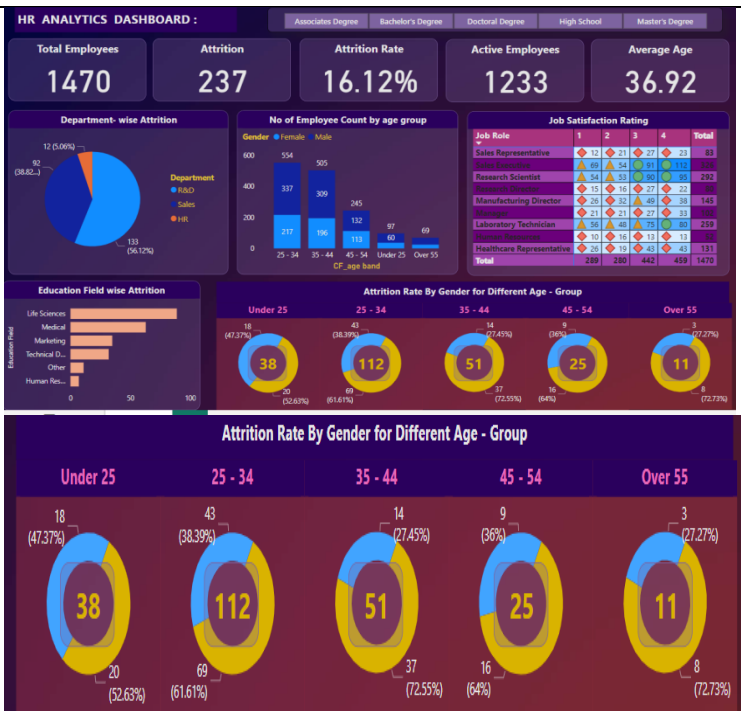 HR ANALYTICS DASHBOARD :
Associates Degree Bachelor's Degree Doctoral Degree High School Master's Degree
Total Employees Attrition Attrition Rate Active Employees Average Age
1470 237 16.12% 1233 36.92
Department- wise Attrition
12 (5.06%)
92
(38.82...)
133
(56.12%)
Department
R&D
Sales
HR
No of Employee Count by age group
Gender Female Male
600
400
200
0
554 505 245 97 69
337 309 132 60
217 196 113
25 - 34 35 - 44 45 - 54 Under 25 Over 55
CF_age band
Job Satisfaction Rating
Job Role 1 2 3 4 Total
Sales Representative 12 21 27 23 83
69 54 91 112
Research Scientist 54 53 90 95 292
15 16 27 22
Manufacturing Director 26 32 49 38 145
21 21 27 33
Laboratory Technician 56 48 75 80 259
10 16 13 13
Healthcare Representative 26 19 43 43 131
Total 289 280 442 459 1470
Education Field wise Attrition
Education Field
Life Sciences
Medical
Marketing
Technical D...
Other
Human Res...
0 50 100
Attrition Rate By Gender for Different Age - Group
Under 25 25 - 34 35 - 44 45 - 54 Over 55
18 43 14 9 3
(47.37%) (38.39%) (27.45%) (36%) (27.27%)
38 112 51 25 11
20 69 37 16 8
(52.63%) (61.61%) (72.55%) (64%) (72.73%)
Attrition Rate By Gender for Different Age - Group
Under 25 25 - 34 35 - 44 45 - 54 Over 55
18 43 14 9 3
(47.37%) (38.39%) (27.45%) (36%) (27.27%)
38 112 51 25 11
20 69 37 16 8
(52.63%) (61.61%) (72.55%) (64%) (72.73%)